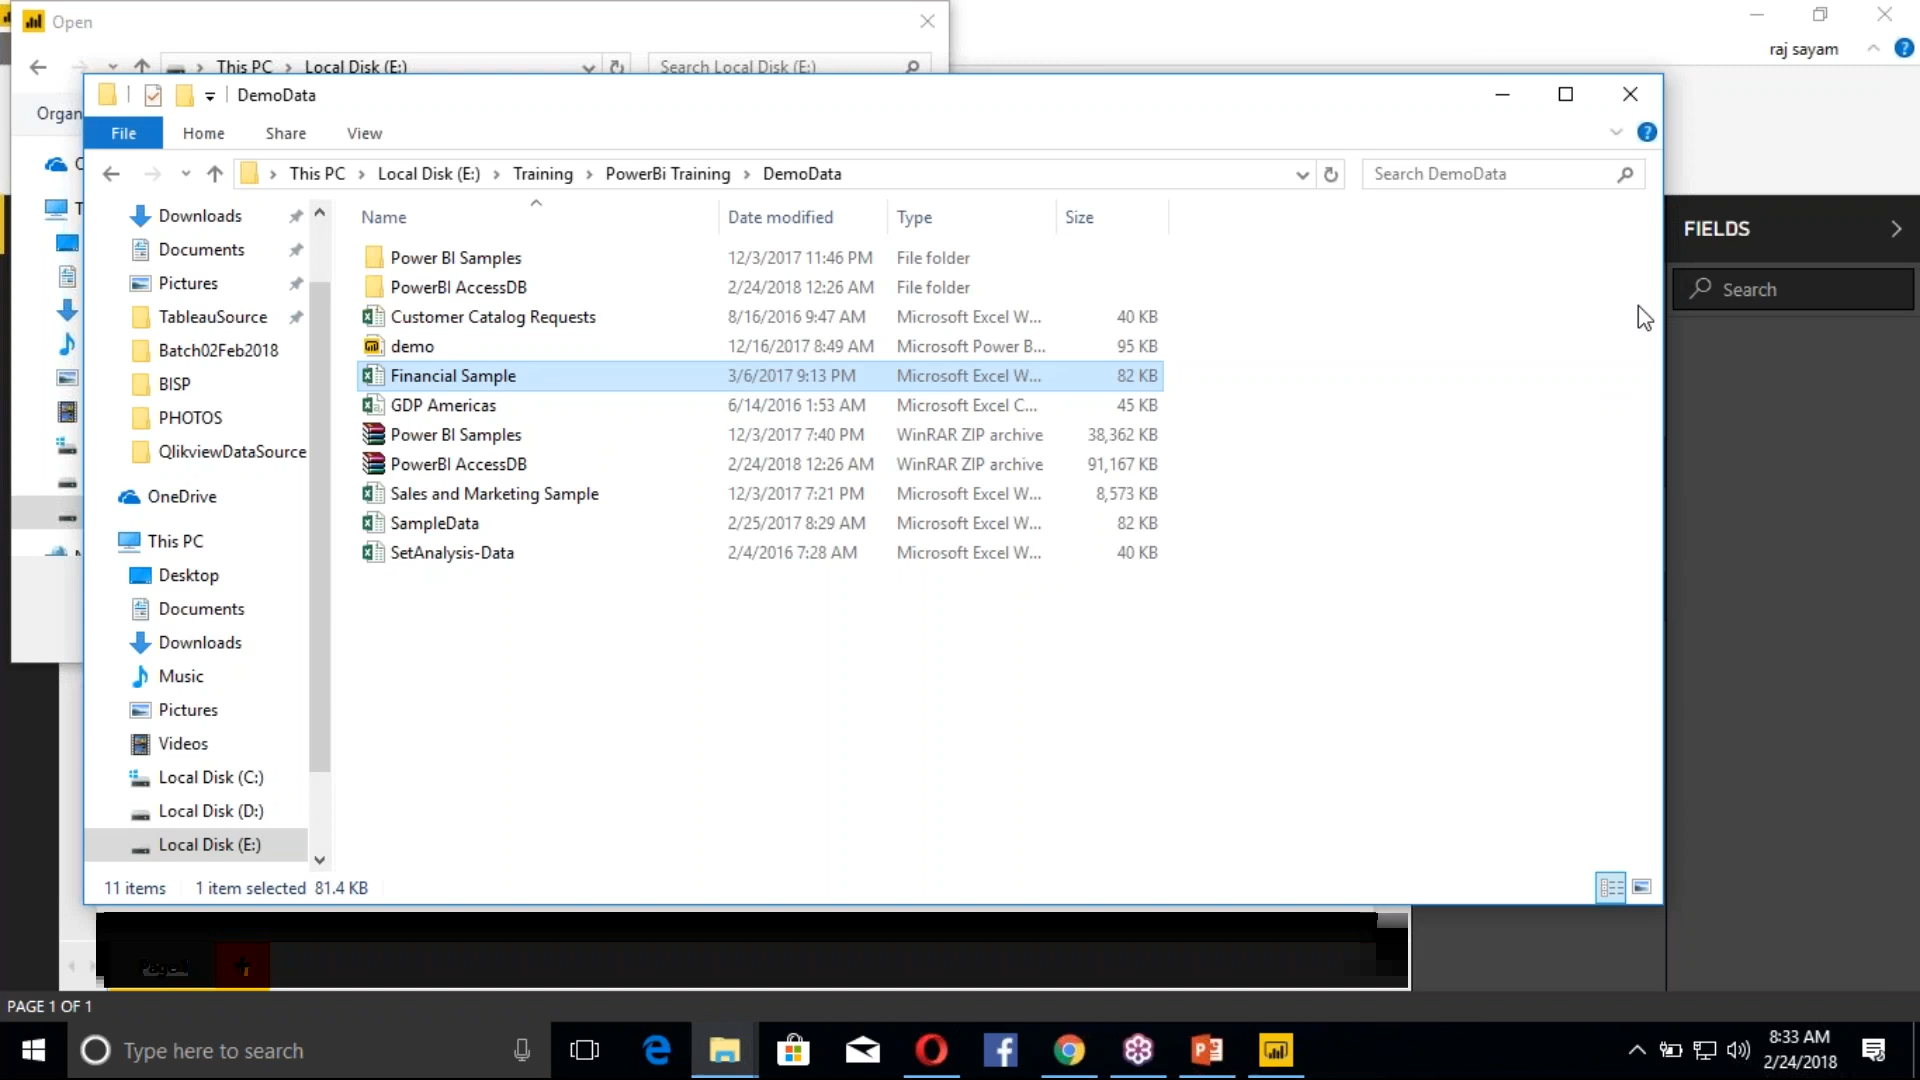 Open
raj sayam
This PC > Local Disk (E:)
Search Local Disk (E:)
DemoData
Organ
File Home Share View
This PC > Local Disk (E:) > Training > PowerBi Training > DemoData
Search DemoData
Name Date modified Type Size
Downloads
Documents
Pictures
TableauSource
Batch02Feb2018
BISP
PHOTOS
QlikviewDataSource
OneDrive
This PC
Desktop
Documents
Downloads
Music
Pictures
Videos
Local Disk (C:)
Local Disk (D:)
Local Disk (E:)
Power BI Samples 12/3/2017 11:46 PM File folder
PowerBI AccessDB 2/24/2018 12:26 AM File folder
Customer Catalog Requests 8/16/2016 9:47 AM Microsoft Excel W... 40 KB
demo 12/16/2017 8:49 AM Microsoft Power B... 95 KB
Financial Sample 3/6/2017 9:13 PM Microsoft Excel W... 82 KB
GDP Americas 6/14/2016 1:53 AM Microsoft Excel C... 45 KB
Power BI Samples 12/3/2017 7:40 PM WinRAR ZIP archive 38,362 KB
PowerBI AccessDB 2/24/2018 12:26 AM WinRAR ZIP archive 91,167 KB
Sales and Marketing Sample 12/3/2017 7:21 PM Microsoft Excel W... 8,573 KB
SampleData 2/25/2017 8:29 AM Microsoft Excel W... 82 KB
SetAnalysis-Data 2/4/2016 7:28 AM Microsoft Excel W... 40 KB
11 items 1 item selected 81.4 KB
FIELDS
Search
PAGE 1 OF 1
Type here to search
8:33 AM
2/24/2018